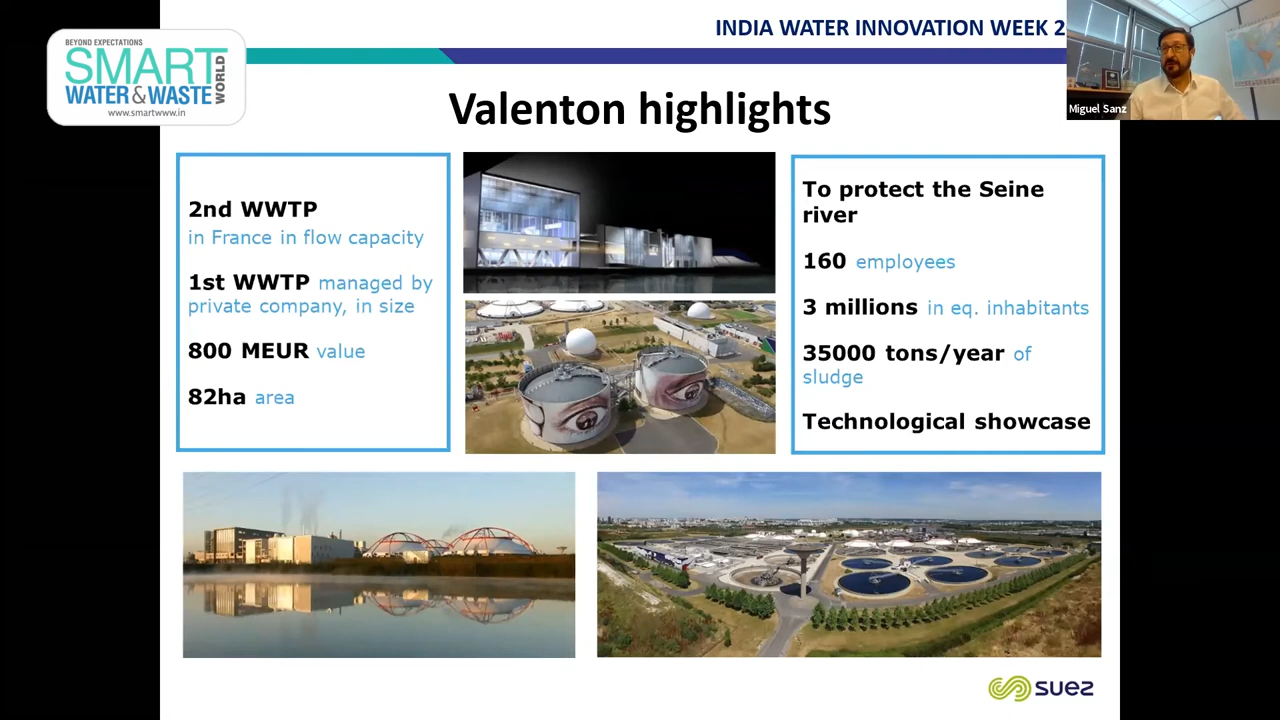 INDIA WATER INNOVATION WEEK 2
BEYOND EXPECTATIONS
SMART
WATER & WASTE
WORLD
www.smartwww.in
Miguel Sanz
Valenton highlights
2nd WWTP
in France in flow capacity
1st WWTP managed by
private company, in size
800 MEUR value
82ha area
To protect the Seine
river
160 employees
3 millions in eq. inhabitants
35000 tons/year of
sludge
Technological showcase
suez